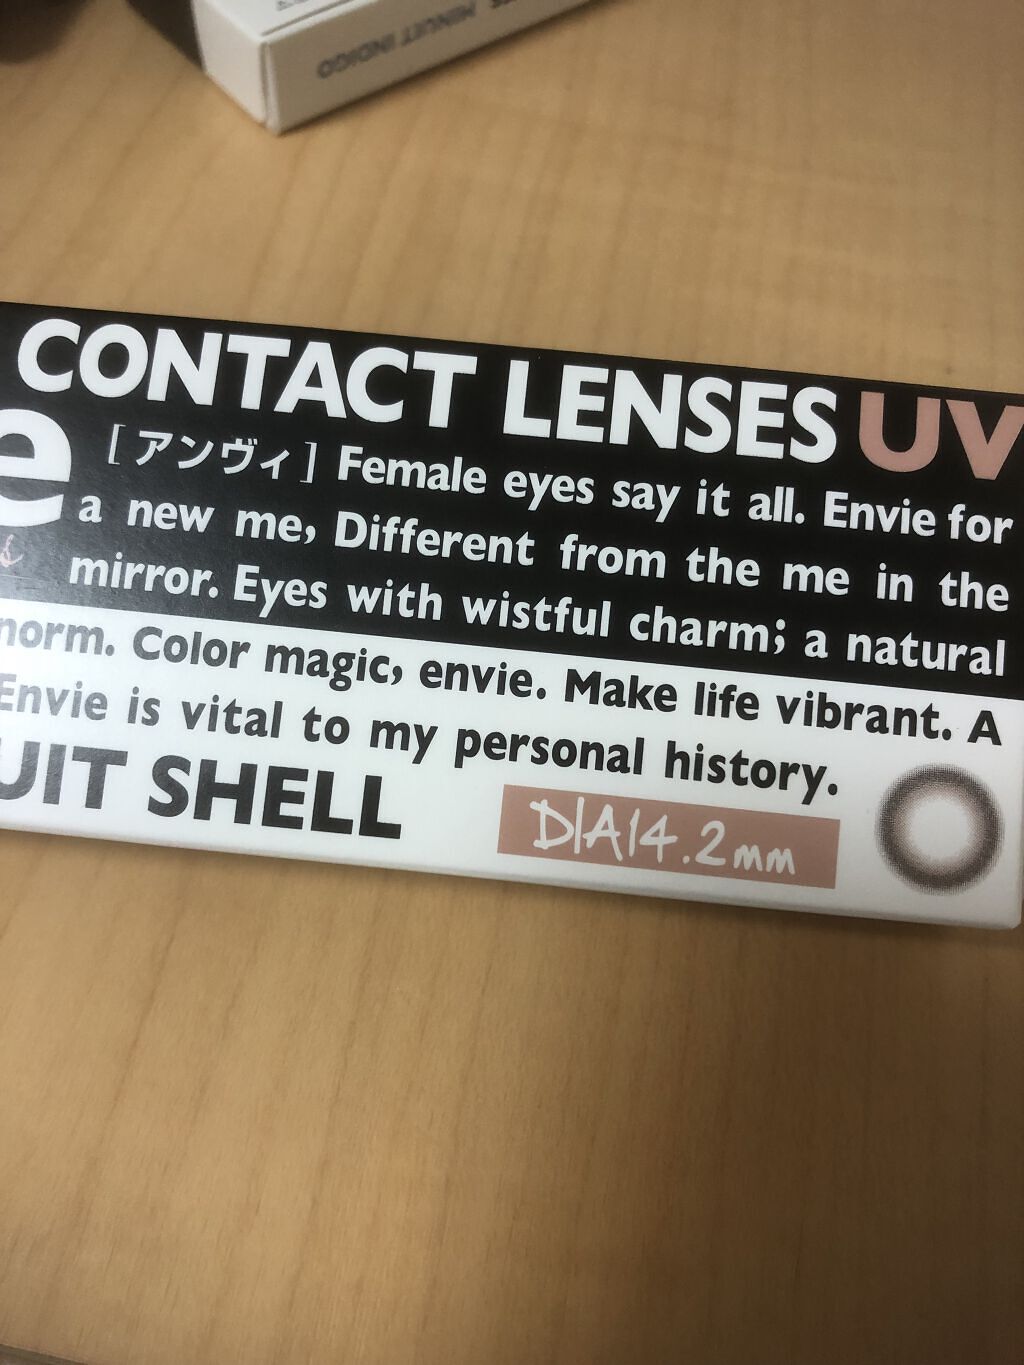 MINUIT INDIGO
CONTACT LENSES UV
e [アンヴィ] Female eyes say it all. Envie for
a new me, Different from the me in the
mirror. Eyes with wistful charm; a natural
norm. Color magic, envie. Make life vibrant. A
Envie is vital to my personal history.
UIT SHELL
DIA14.2mm